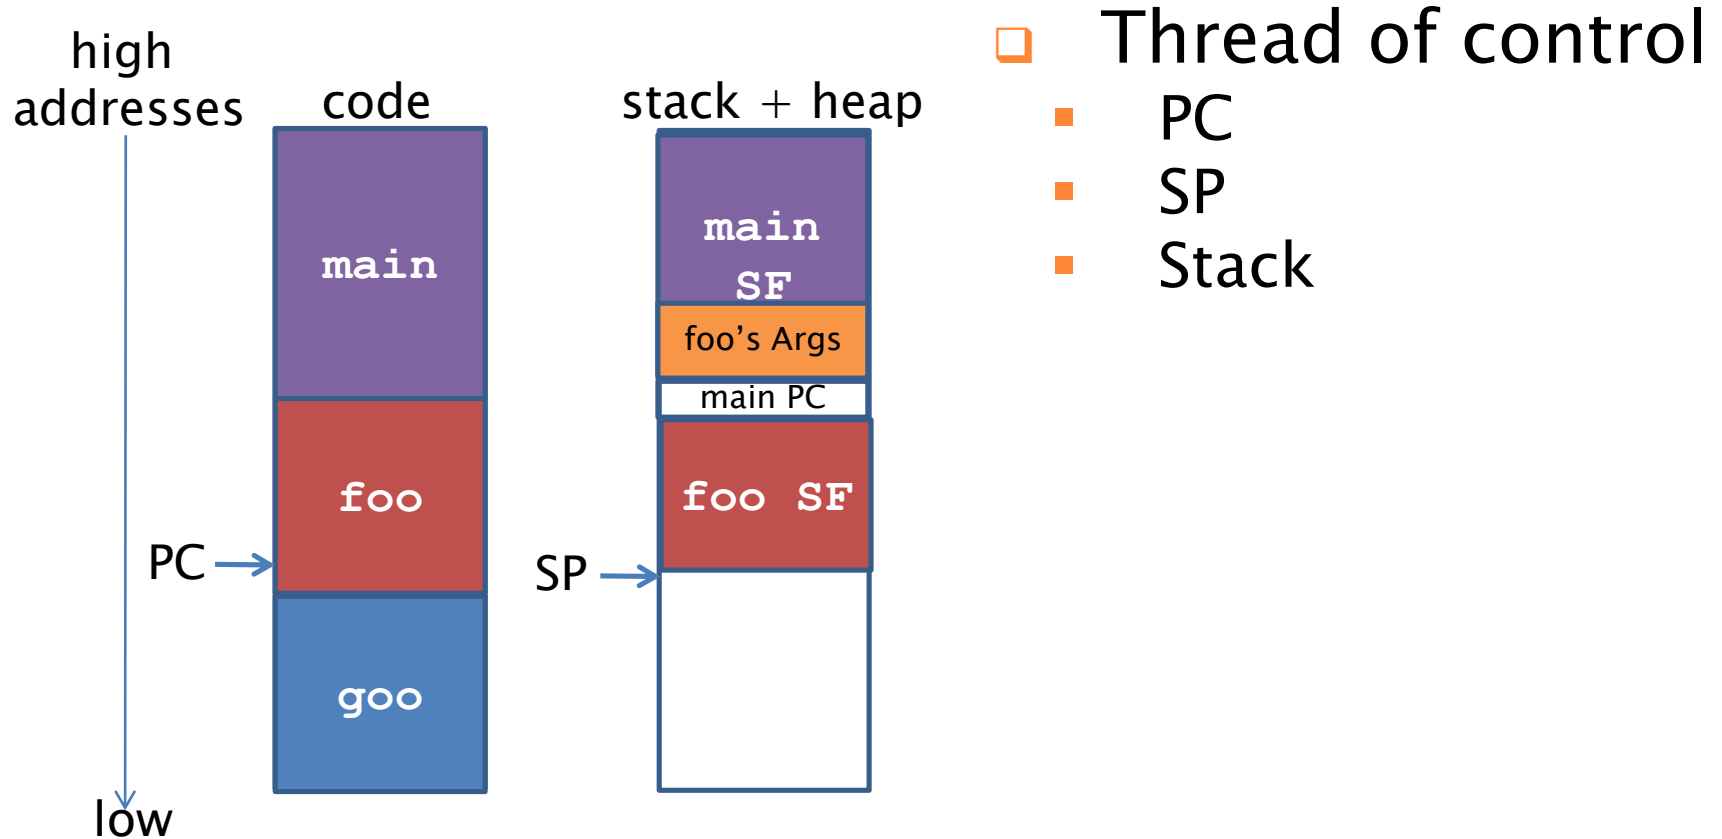 high
addresses
code
stack + heap
main
foo
goo
PC
low
main
SF
foo's Args
main PC
foo SF
SP
Thread of control
PC
SP
Stack